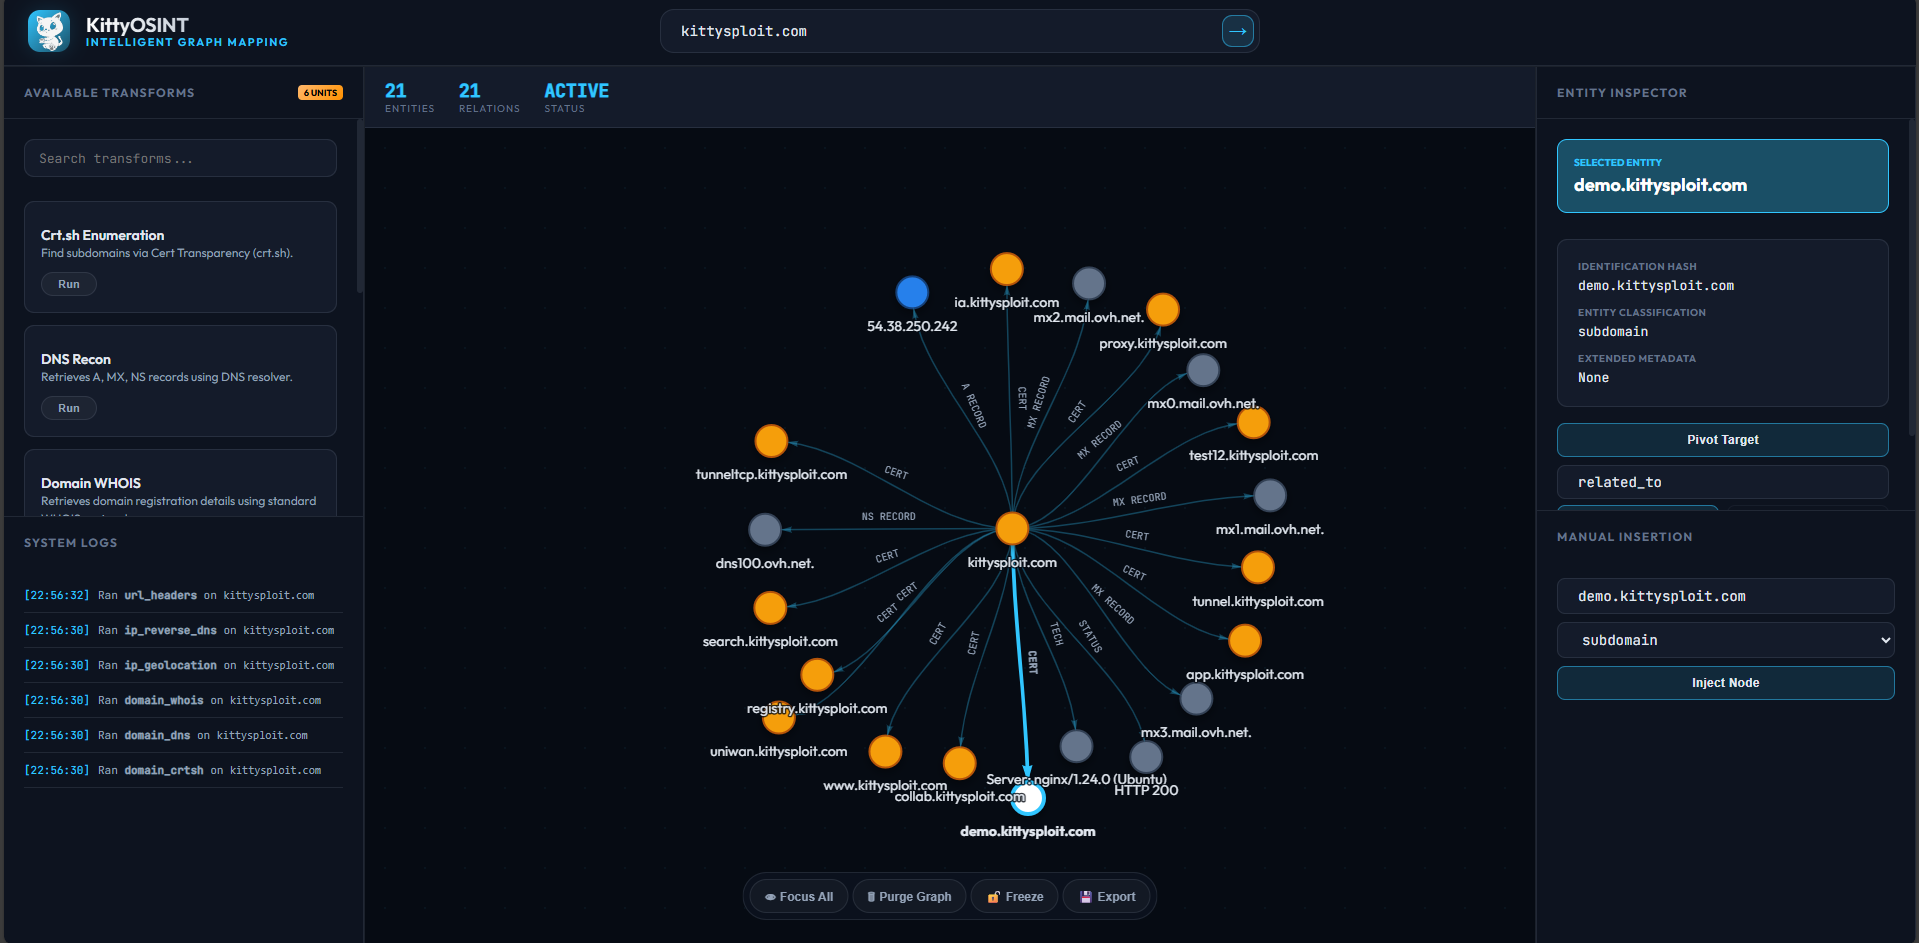 KittyOSINT
INTELLIGENT GRAPH MAPPING
kittysploit.com
→
AVAILABLE TRANSFORMS
6 UNITS
Search transforms...
Crt.sh Enumeration
Find subdomains via Cert Transparency (crt.sh).
Run
DNS Recon
Retrieves A, MX, NS records using DNS resolver.
Run
Domain WHOIS
Retrieves domain registration details using standard
SYSTEM LOGS
[22:56:32] Ran url_headers on kittysploit.com
[22:56:30] Ran ip_reverse_dns on kittysploit.com
[22:56:30] Ran ip_geolocation on kittysploit.com
[22:56:30] Ran domain_whois on kittysploit.com
[22:56:30] Ran domain_dns on kittysploit.com
[22:56:30] Ran domain_crtsh on kittysploit.com
21
ENTITIES
21
RELATIONS
ACTIVE
STATUS
54.38.250.242
ia.kittysploit.com
mx2.mail.ovh.net.
proxy.kittysploit.com
mx0.mail.ovh.net.
test12.kittysploit.com
mx1.mail.ovh.net.
tunnel.kittysploit.com
app.kittysploit.com
mx3.mail.ovh.net.
HTTP 200
Server: nginx/1.24.0 (Ubuntu)
demo.kittysploit.com
collab.kittysploit.com
www.kittysploit.com
uniwan.kittysploit.com
registry.kittysploit.com
search.kittysploit.com
dns100.ovh.net.
tunneltcp.kittysploit.com
kittysploit.com
A RECORD
CERT
MX RECORD
CERT
MX RECORD
CERT
MX RECORD
CERT
CERT
MX RECORD
STATUS
TECH
CERT
CERT
CERT
CERT
CERT
CERT
NS RECORD
CERT
Focus All
Purge Graph
Freeze
Export
ENTITY INSPECTOR
SELECTED ENTITY
demo.kittysploit.com
IDENTIFICATION HASH
demo.kittysploit.com
ENTITY CLASSIFICATION
subdomain
EXTENDED METADATA
None
Pivot Target
related_to
MANUAL INSERTION
demo.kittysploit.com
subdomain
Inject Node